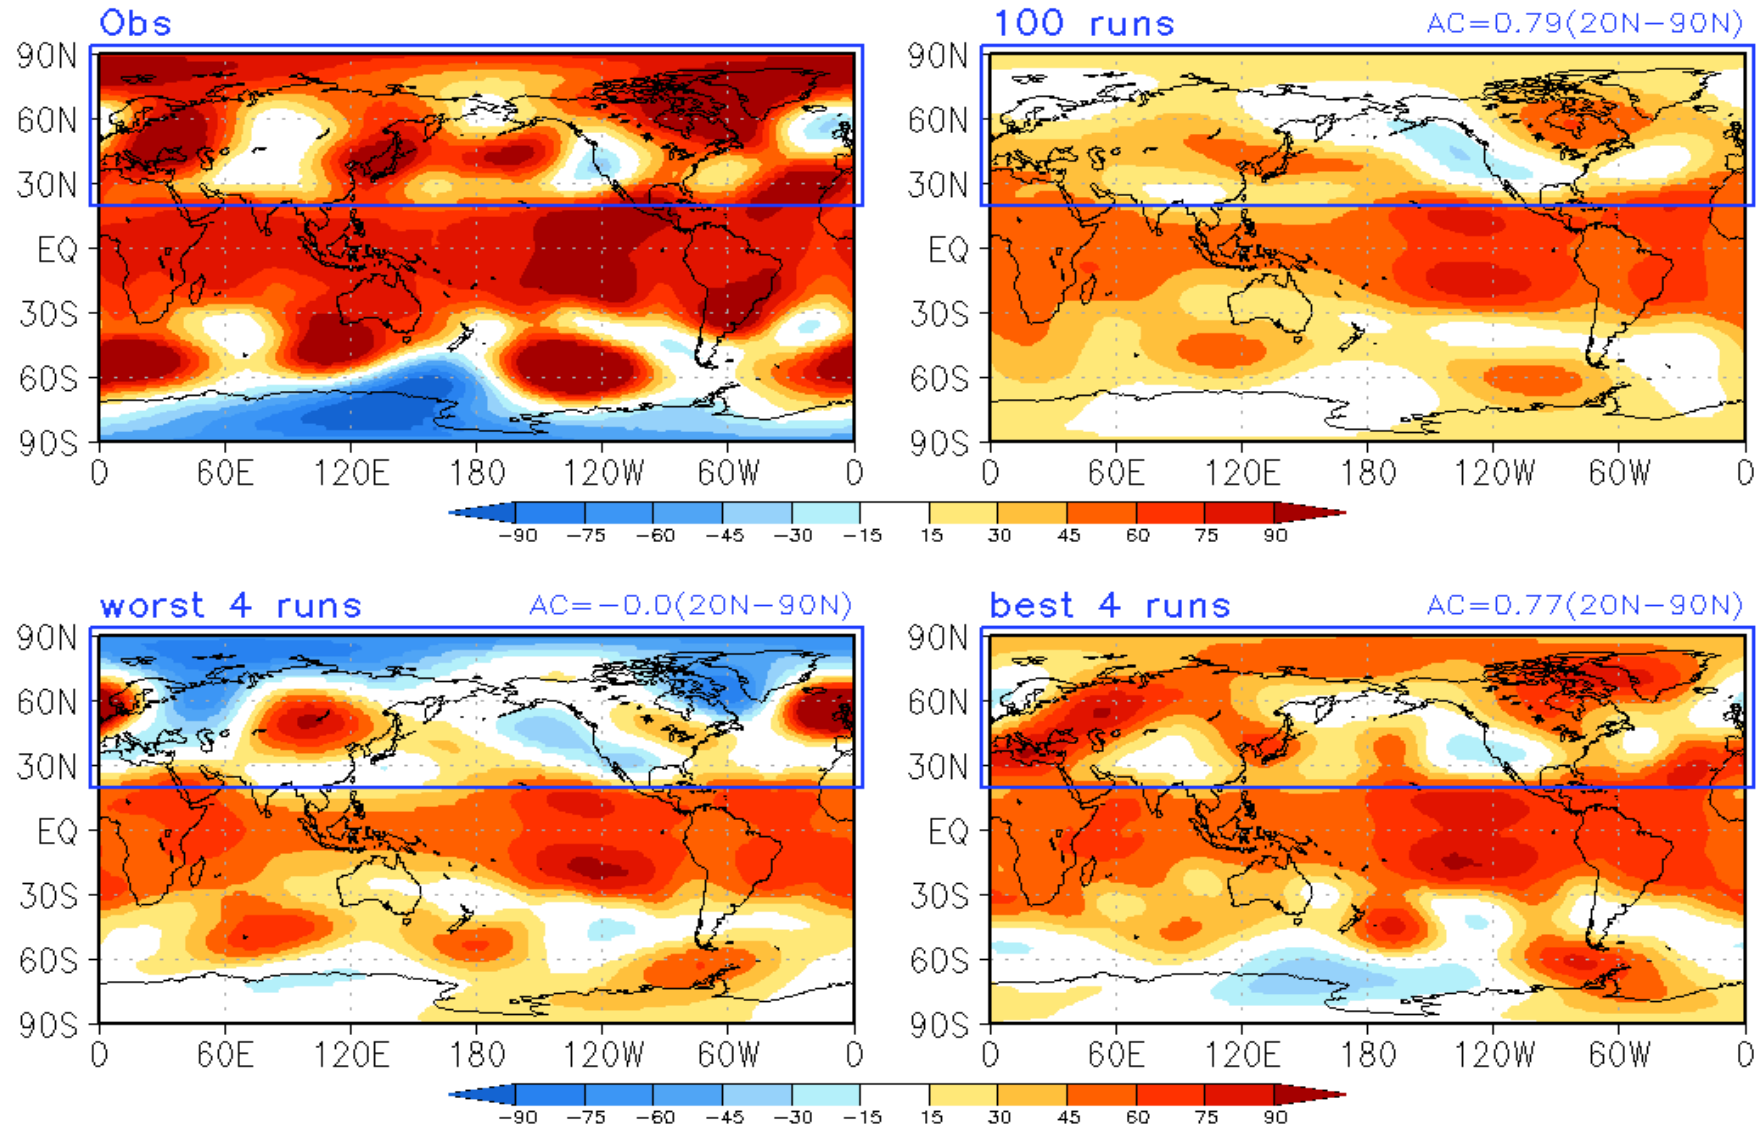 Obs
100 runs AC=0.79(20N−90N)
90N
60N
30N
EQ
30S
60S
90S
0 60E 120E 180 120W 60W 0
90N
60N
30N
EQ
30S
60S
90S
0 60E 120E 180 120W 60W 0
−90 −75 −60 −45 −30 −15 15 30 45 60 75 90
worst 4 runs AC=−0.0(20N−90N)
best 4 runs AC=0.77(20N−90N)
90N
60N
30N
EQ
30S
60S
90S
0 60E 120E 180 120W 60W 0
90N
60N
30N
EQ
30S
60S
90S
0 60E 120E 180 120W 60W 0
−90 −75 −60 −45 −30 −15 15 30 45 60 75 90